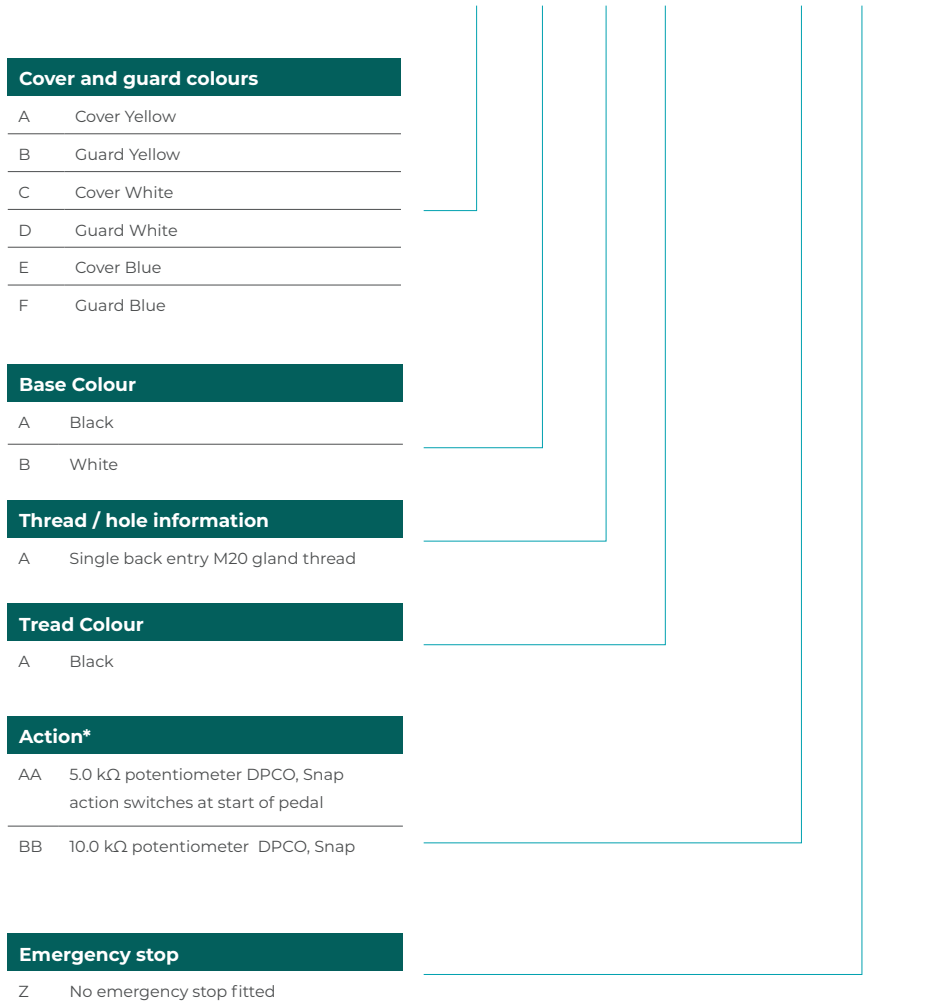 Cover and guard colours
A Cover Yellow
B Guard Yellow
C Cover White
D Guard White
E Cover Blue
F Guard Blue
Base Colour
A Black
B White
Thread / hole information
A Single back entry M20 gland thread
Tread Colour
A Black
Action*
AA 5.0 kΩ potentiometer DPCO, Snap
action switches at start of pedal
BB 10.0 kΩ potentiometer DPCO, Snap
Emergency stop
Z No emergency stop fitted